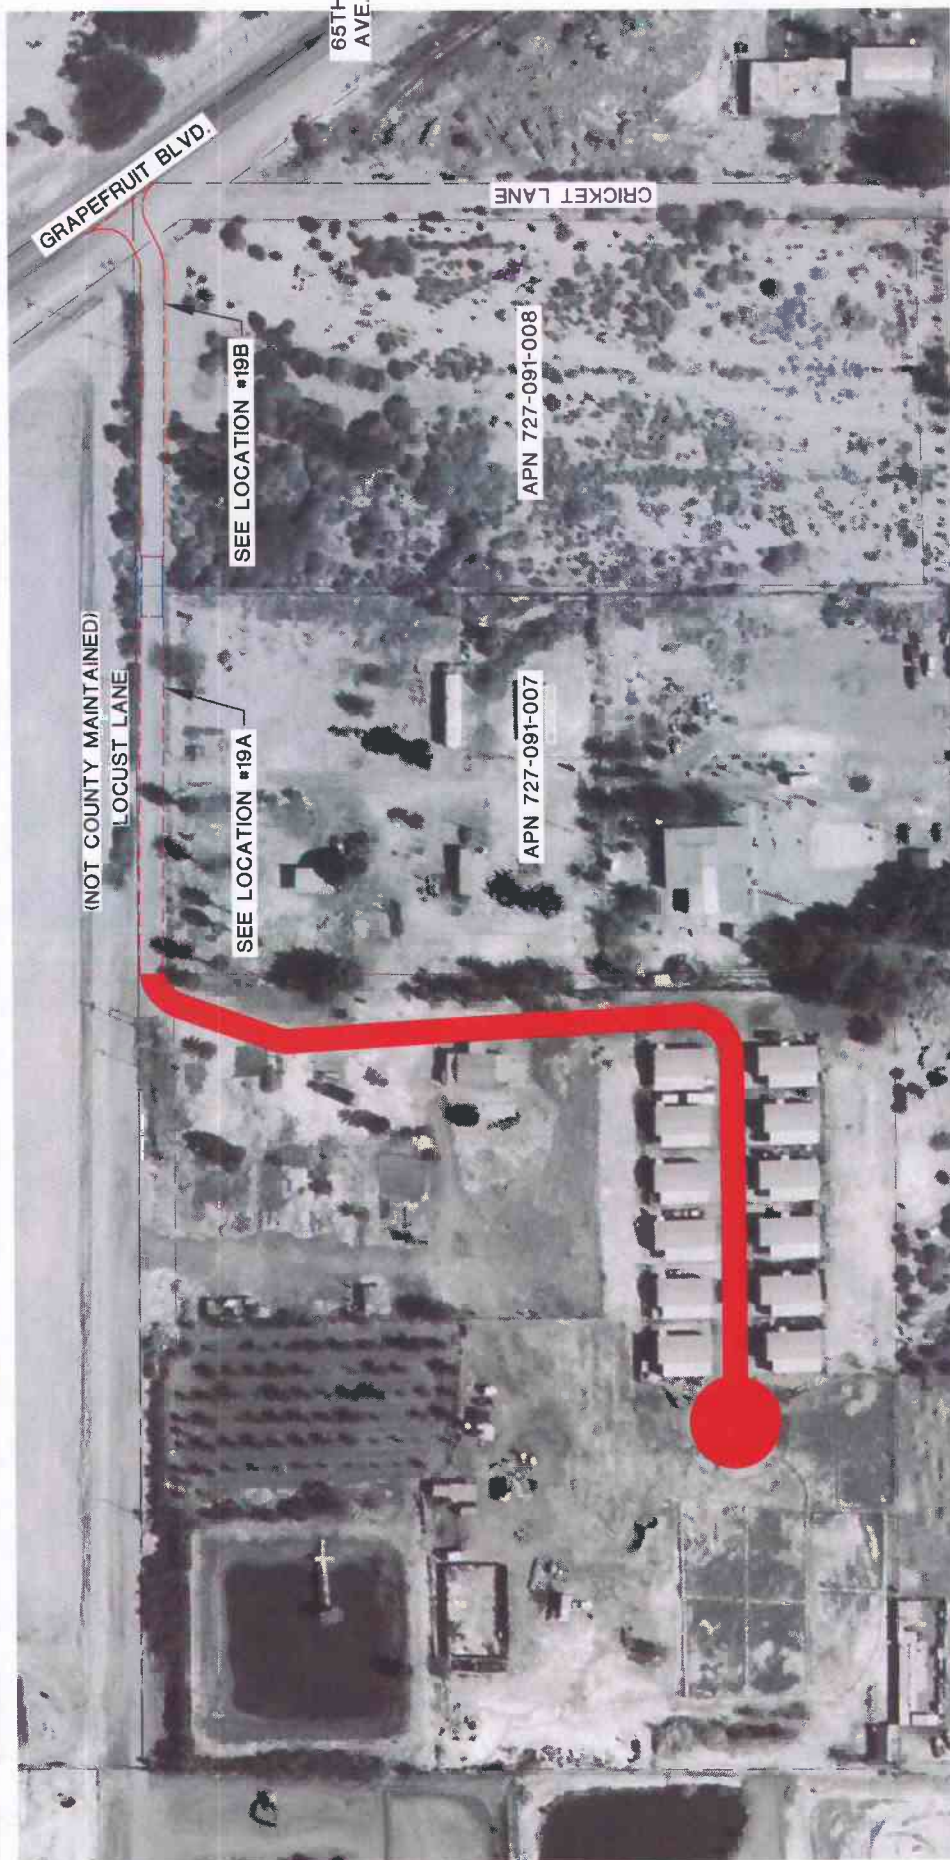 65TH
AVE.
GRAPEFRUIT BLVD.
CRICKET LANE
SEE LOCATION #19B
APN 727-091-008
(NOT COUNTY MAINTAINED)
LOCUST LANE
SEE LOCATION #19A
APN 727-091-007